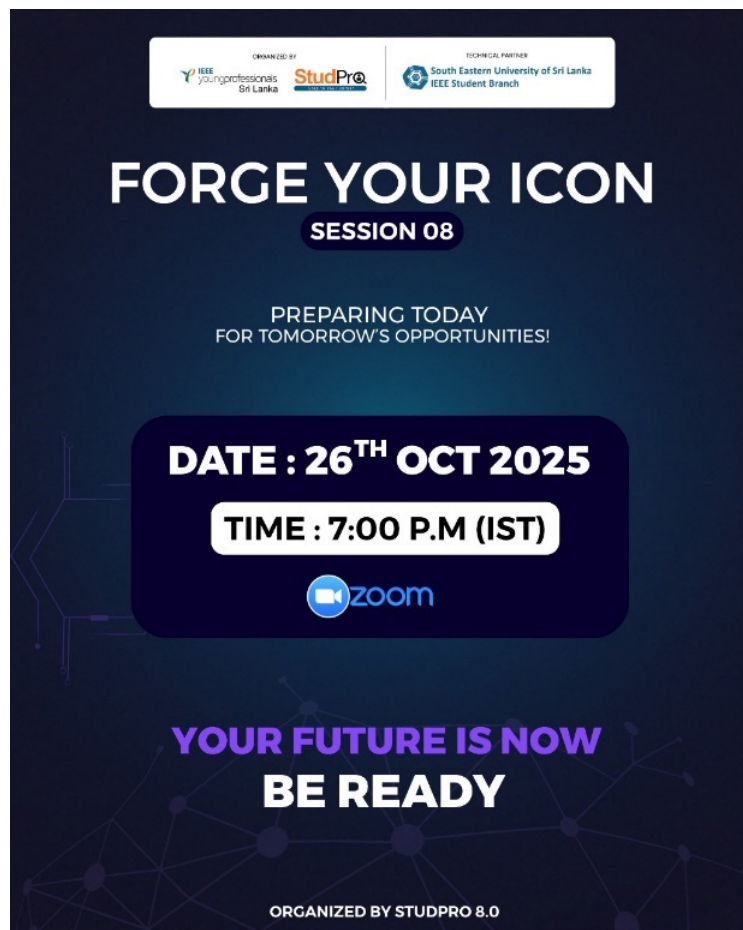 ORGANIZED BY
IEEE
youngprofessionals
Sri Lanka
StudPro
TECHNICAL PARTNER
South Eastern University of Sri Lanka
IEEE Student Branch
FORGE YOUR ICON
SESSION 08
PREPARING TODAY
FOR TOMORROW'S OPPORTUNITIES!
DATE : 26TH OCT 2025
TIME : 7:00 P.M (IST)
zoom
YOUR FUTURE IS NOW
BE READY
ORGANIZED BY STUDPRO 8.0